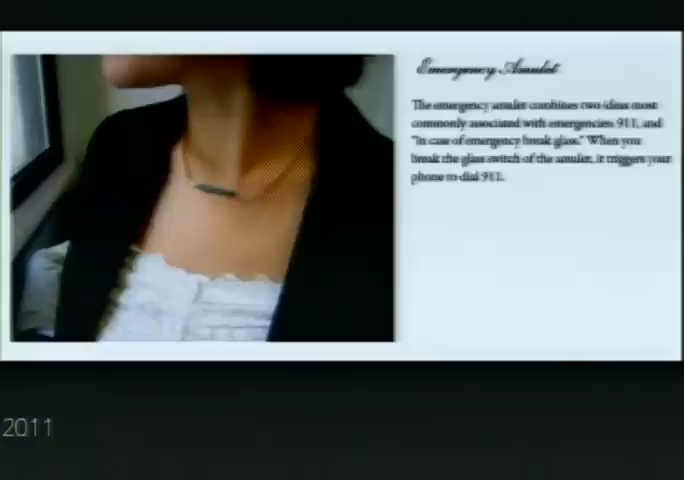 Emergency Amulet
The emergency amulet combines two ideas most
commonly associated with emergencies: 911, and
"in case of emergency break glass." When you
break the glass switch of the amulet, it triggers your
phone to dial 911.
2011